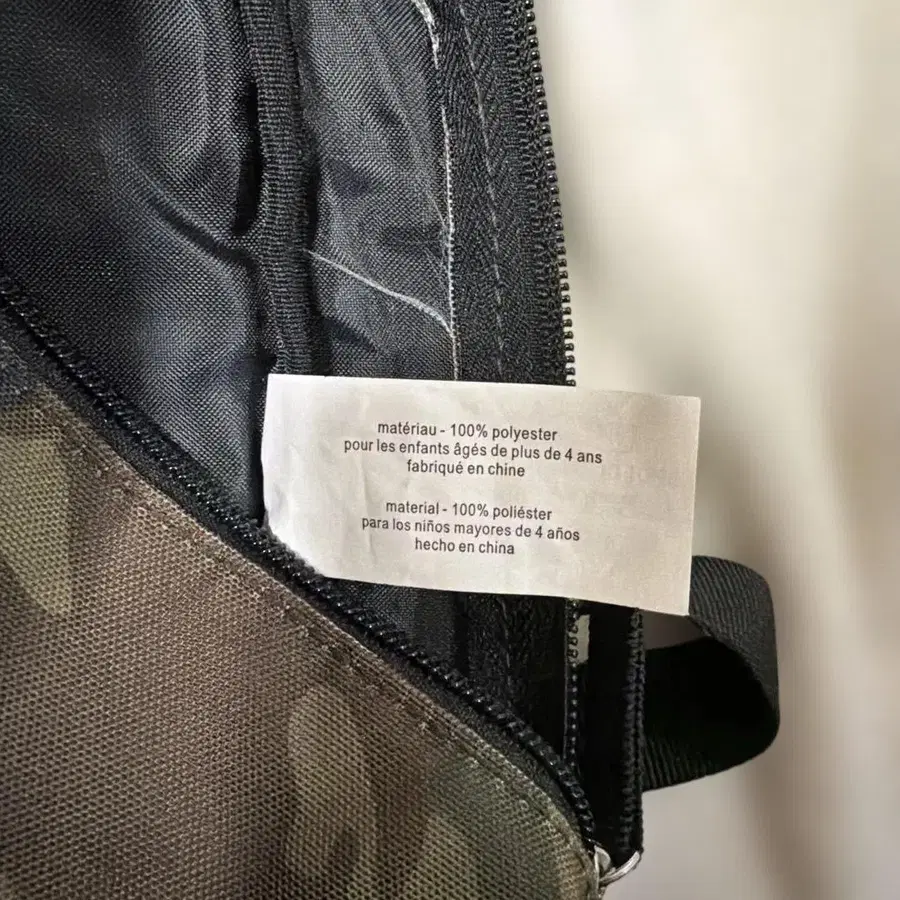 matériau - 100% polyester
pour les enfants âgés de plus de 4 ans
fabriqué en chine
material - 100% poliéster
para los niños mayores de 4 años
hecho en china